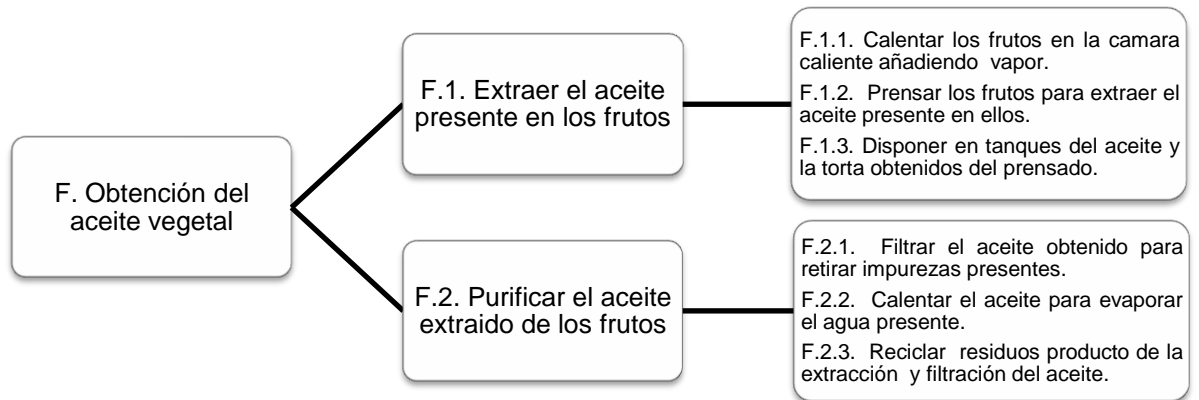 F. Obtención del
aceite vegetal
F.1. Extraer el aceite
presente en los frutos
F.1.1. Calentar los frutos en la camara
caliente añadiendo vapor.
F.1.2. Prensar los frutos para extraer el
aceite presente en ellos.
F.1.3. Disponer en tanques del aceite y
la torta obtenidos del prensado.
F.2. Purificar el aceite
extraido de los frutos
F.2.1. Filtrar el aceite obtenido para
retirar impurezas presentes.
F.2.2. Calentar el aceite para evaporar
el agua presente.
F.2.3. Reciclar residuos producto de la
extracción y filtración del aceite.